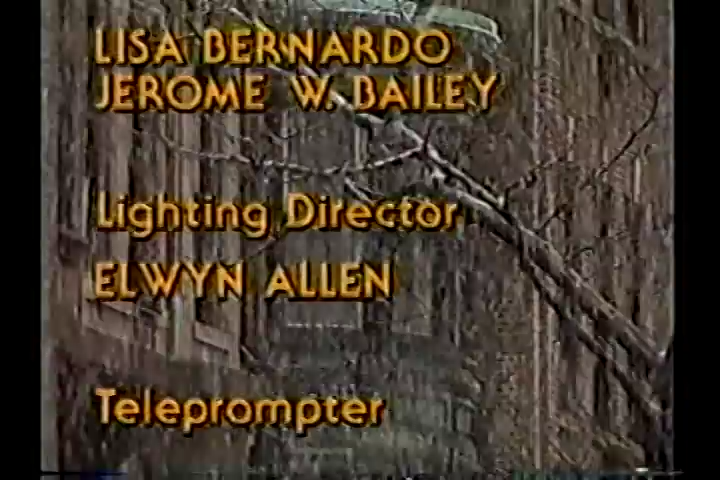 LISA BERNARDO
JEROME W. BAILEY
Lighting Director
ELWYN ALLEN
Teleprompter